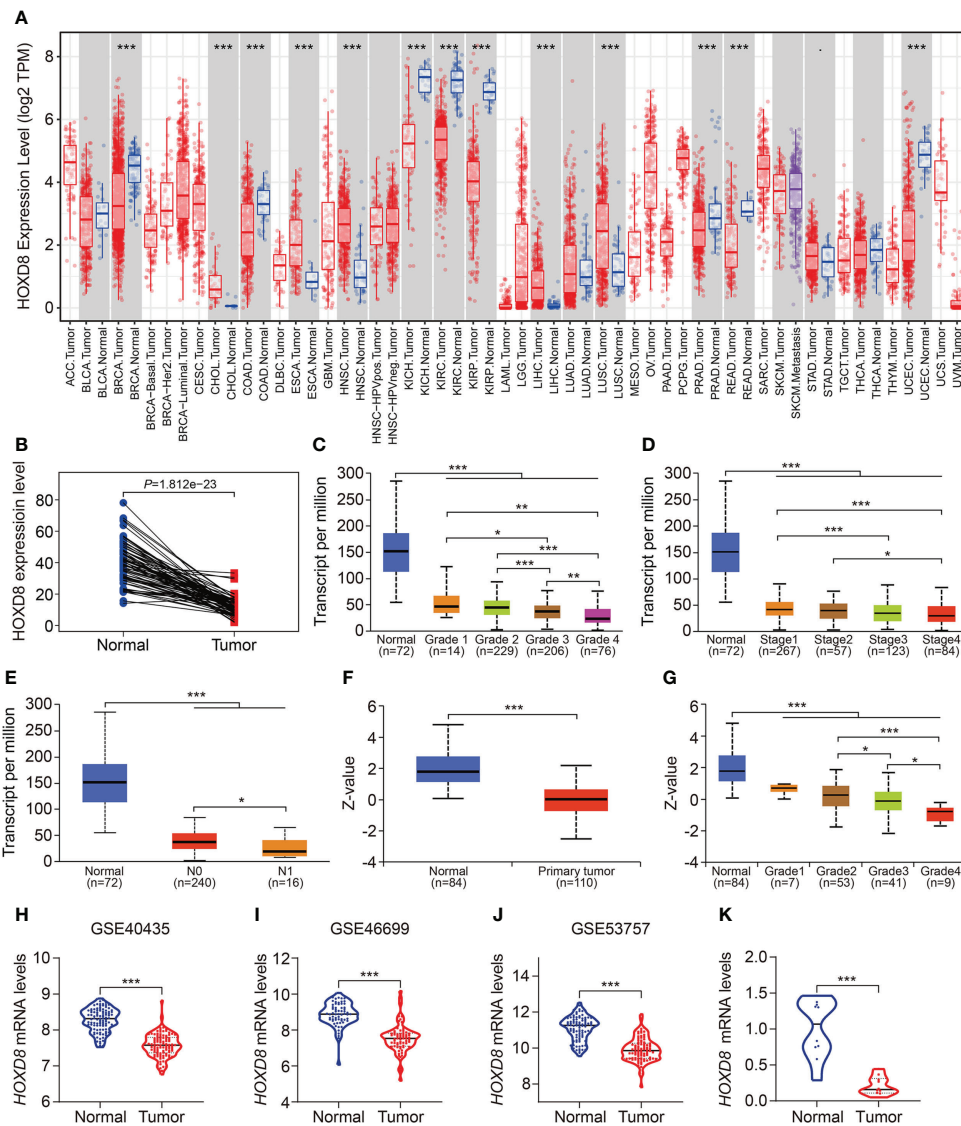 A
HOXD8 Expression Level (log2 TPM)
*** *** *** *** *** *** *** *** *** *** *** *** . ***
8
6
4
2
0
ACC.Tumor
BLCA.Tumor
BLCA.Normal
BRCA.Tumor
BRCA.Normal
BRCA-Basal.Tumor
BRCA-Her2.Tumor
BRCA-Luminal.Tumor
CESC.Tumor
CHOL.Tumor
CHOL.Normal
COAD.Tumor
COAD.Normal
DLBC.Tumor
ESCA.Tumor
ESCA.Normal
GBM.Tumor
HNSC.Tumor
HNSC.Normal
HNSC-HPVpos.Tumor
HNSC-HPVneg.Tumor
KICH.Tumor
KICH.Normal
KIRC.Tumor
KIRC.Normal
KIRP.Tumor
KIRP.Normal
LAML.Tumor
LGG.Tumor
LIHC.Tumor
LIHC.Normal
LUAD.Tumor
LUAD.Normal
LUSC.Tumor
LUSC.Normal
MESO.Tumor
OV.Tumor
PAAD.Tumor
PCPG.Tumor
PRAD.Tumor
PRAD.Normal
READ.Tumor
READ.Normal
SARC.Tumor
SKCM.Tumor
SKCM.Metastasis
STAD.Tumor
STAD.Normal
TGCT.Tumor
THCA.Tumor
THCA.Normal
THYM.Tumor
UCEC.Tumor
UCEC.Normal
UCS.Tumor
UVM.Tumor
B
HOXD8 expressioin level
P=1.812e−23
80
60
40
20
0
Normal Tumor
C
Transcript per million
300
250
200
150
100
50
0
***
**
*
***
***
**
Normal Grade 1 Grade 2 Grade 3 Grade 4
(n=72) (n=14) (n=229) (n=206) (n=76)
D
Transcript per million
300
250
200
150
100
50
0
***
***
***
*
Normal Stage1 Stage2 Stage3 Stage4
(n=72) (n=267) (n=57) (n=123) (n=84)
E
Transcript per million
300
250
200
150
100
50
0
***
*
Normal N0 N1
(n=72) (n=240) (n=16)
F
Z-value
6
4
2
0
−2
−4
***
Normal Primary tumor
(n=84) (n=110)
G
Z-value
6
4
2
0
−2
−4
***
***
*
*
Normal Grade1 Grade2 Grade3 Grade4
(n=84) (n=7) (n=53) (n=41) (n=9)
H
GSE40435
HOXD8 mRNA levels
10
9
8
7
6
***
Normal Tumor
I
GSE46699
HOXD8 mRNA levels
12
10
8
6
4
***
Normal Tumor
J
GSE53757
HOXD8 mRNA levels
14
12
10
8
6
***
Normal Tumor
K
HOXD8 mRNA levels
2.0
1.5
1.0
0.5
0.0
***
Normal Tumor